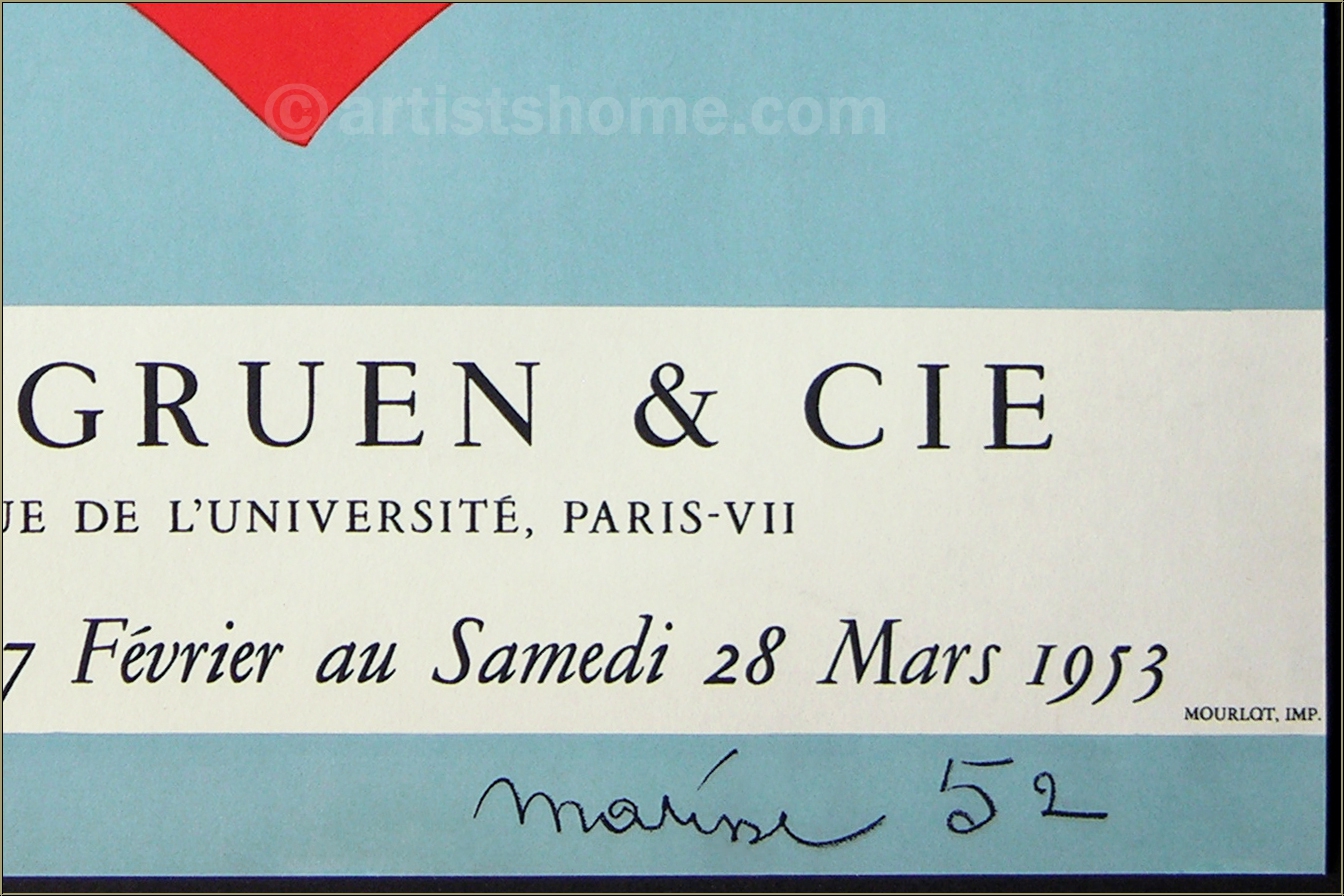 ©artistshome.com
GRUEN & CIE
UE DE L'UNIVERSITÉ, PARIS-VII
7 Février au Samedi 28 Mars 1953
MOURLOT, IMP.
Matisse 52